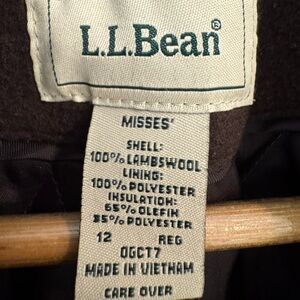 L.L.Bean®
MISSES'
SHELL:
100% LAMBSWOOL
LINING:
100% POLYESTER
INSULATION:
65% OLEFIN
35% POLYESTER
12 REG
0GCT7
MADE IN VIETNAM
CARE OVER